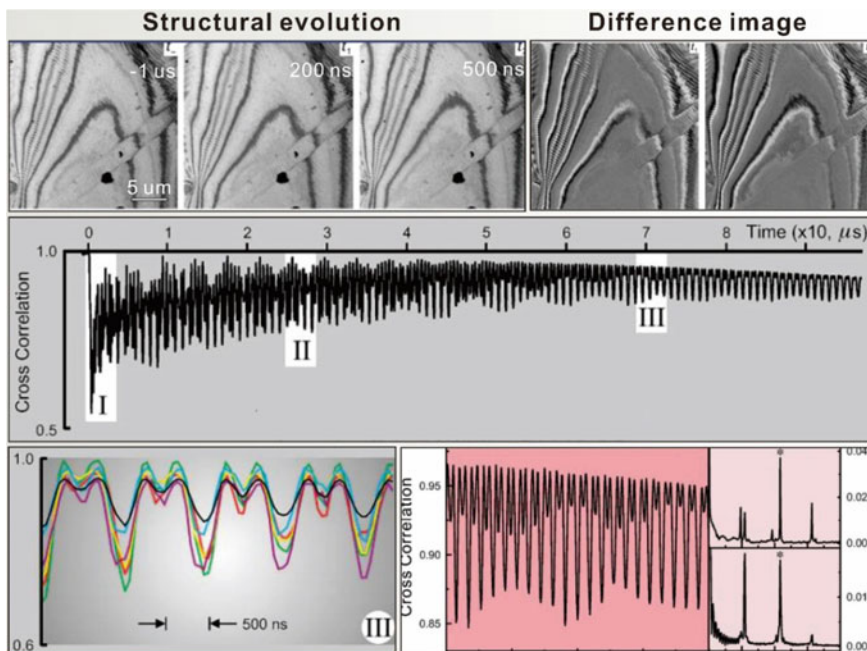 Structural evolution
Difference image
-1 us
200 ns
500 ns
5 um
0 1 2 3 4 5 6 7 8 Time (x10, μs)
1.0
Cross Correlation
0.5
I
II
III
1.0
0.6
500 ns
III
Cross Correlation
0.95
0.90
0.85
*
0.04
0.02
0.00
*
0.01
0.00